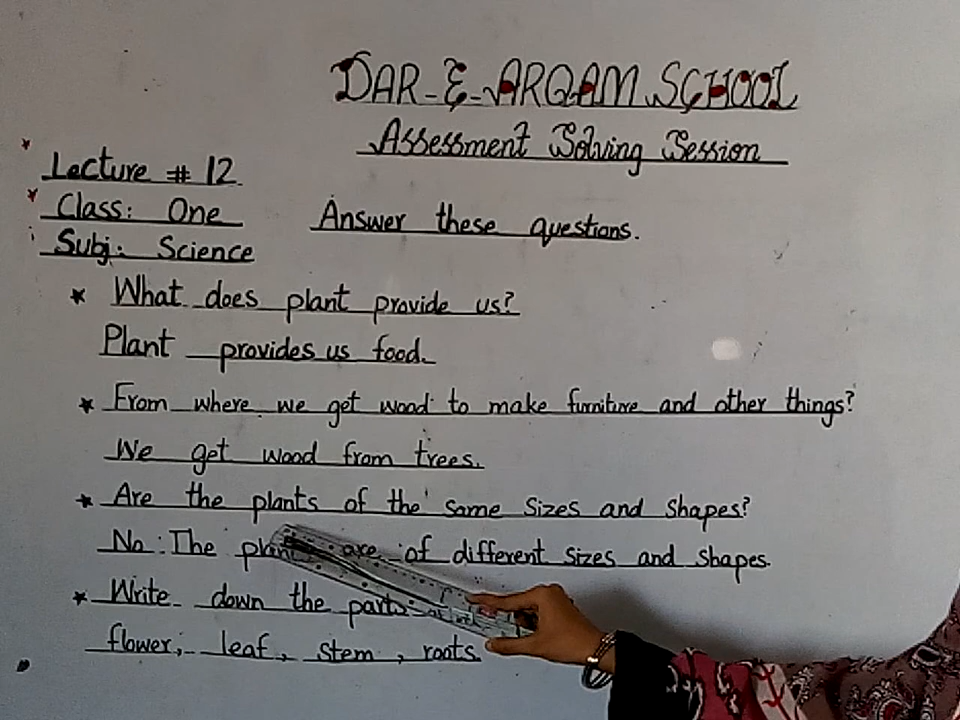 DAR-E-ARQAM SCHOOL
Assessment Solving Session
Lecture # 12
Class: One
Subj: Science
Answer these questions.
* What does plant provide us?
Plant provides us food.
* From where we get wood to make furniture and other things?
We get wood from trees.
* Are the plants of the same sizes and shapes?
No: The plants are of different sizes and shapes.
* Write down the parts
flower, leaf, stem, roots.